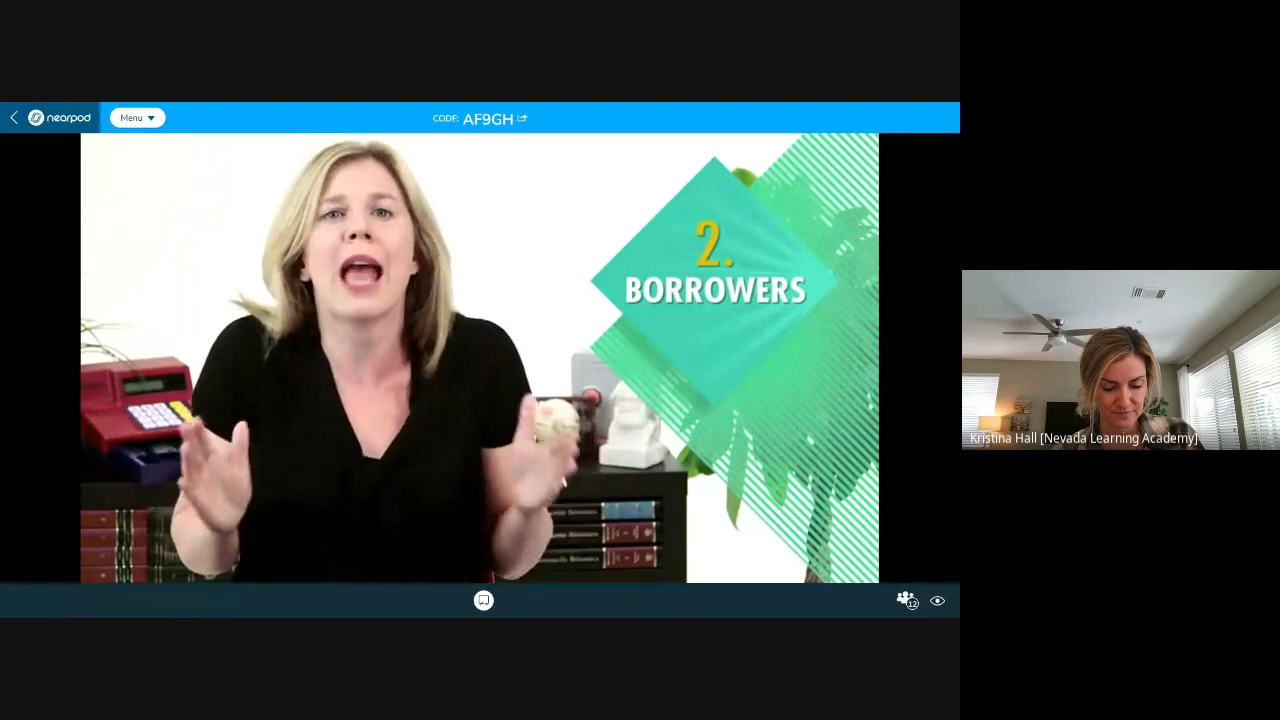 nearpod
Menu
CODE: AF9GH
2.
BORROWERS
Kristina Hall [Nevada Learning Academy]
12